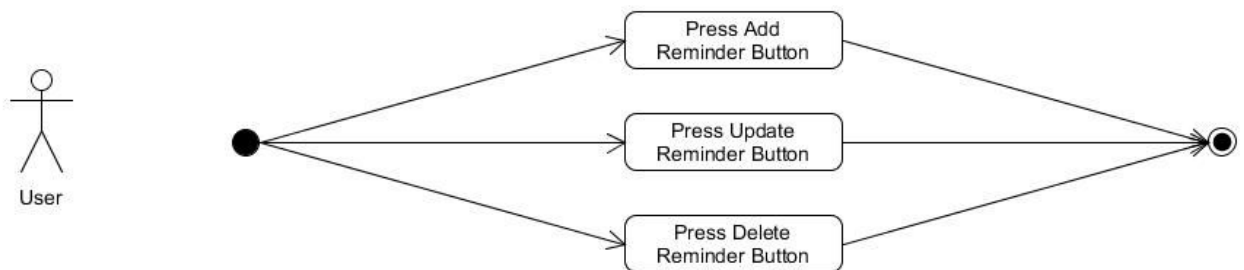 Press Add
Reminder Button
Press Update
Reminder Button
User
Press Delete
Reminder Button